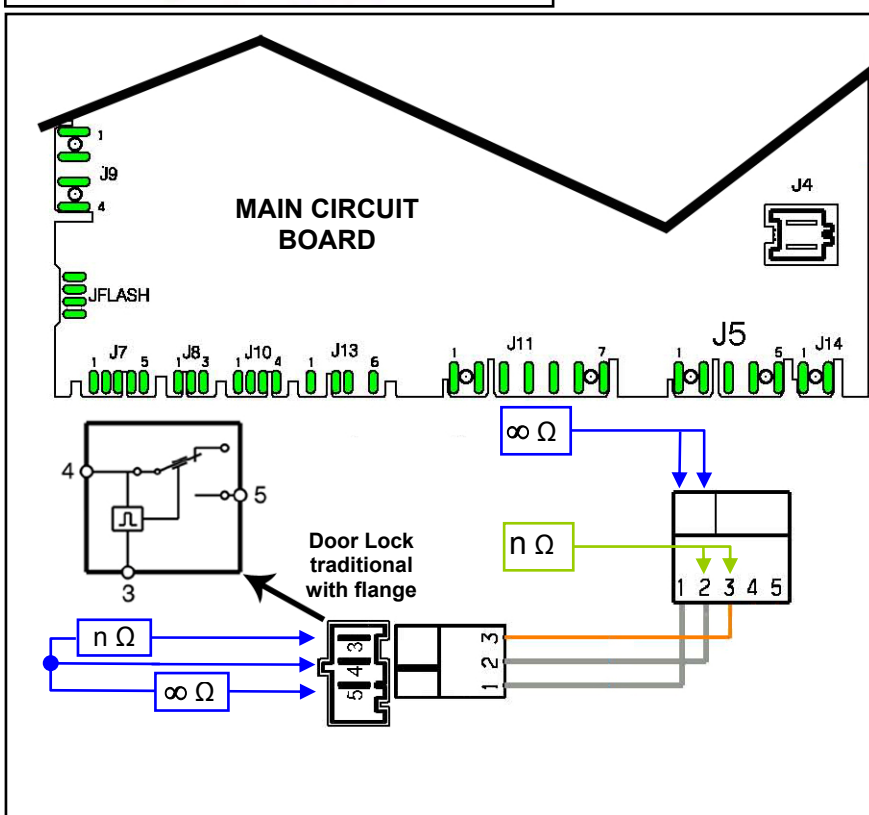 MAIN CIRCUIT
BOARD
1
J9
4
J4
JFLASH
J7
1 5
J8
1 3
J10
1 4
J13
1 6
J11
1 7
J5
1 5
J14
∞ Ω
4
5
3
Door Lock
traditional
with flange
n Ω
1 2 3 4 5
n Ω
∞ Ω
3
4
5
3
2
1